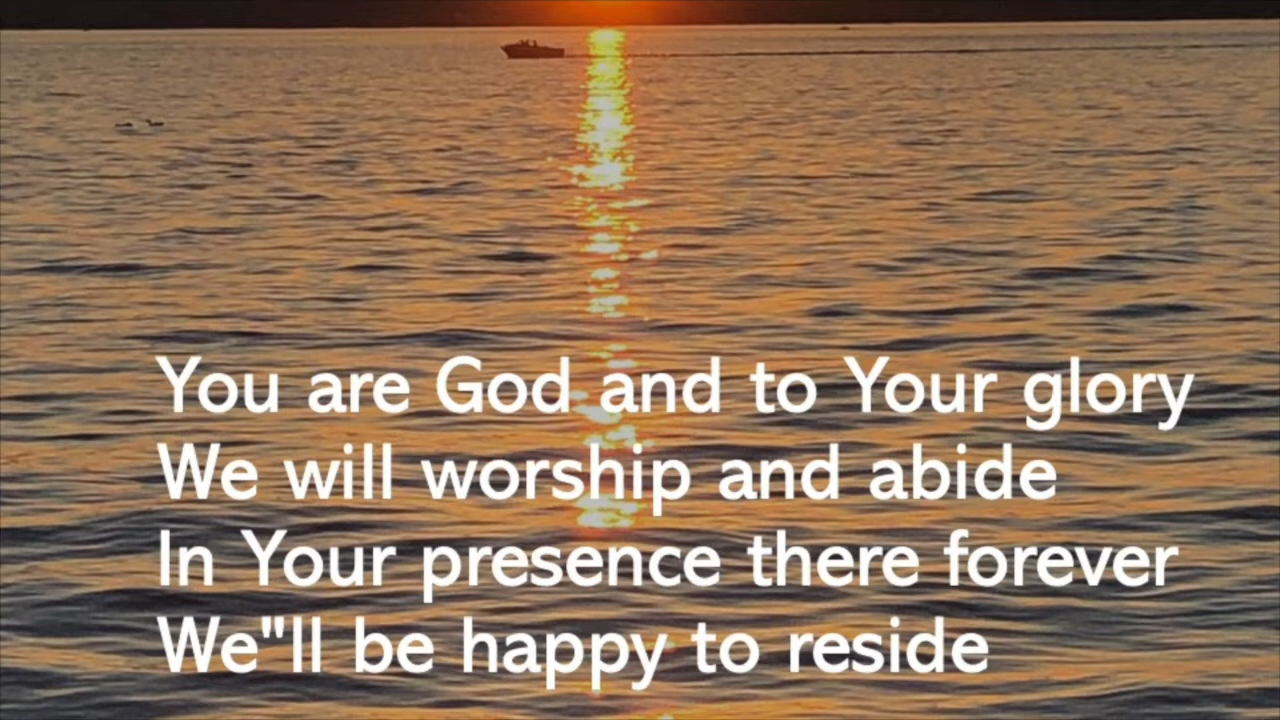 You are God and to Your glory
We will worship and abide
In Your presence there forever
We"ll be happy to reside